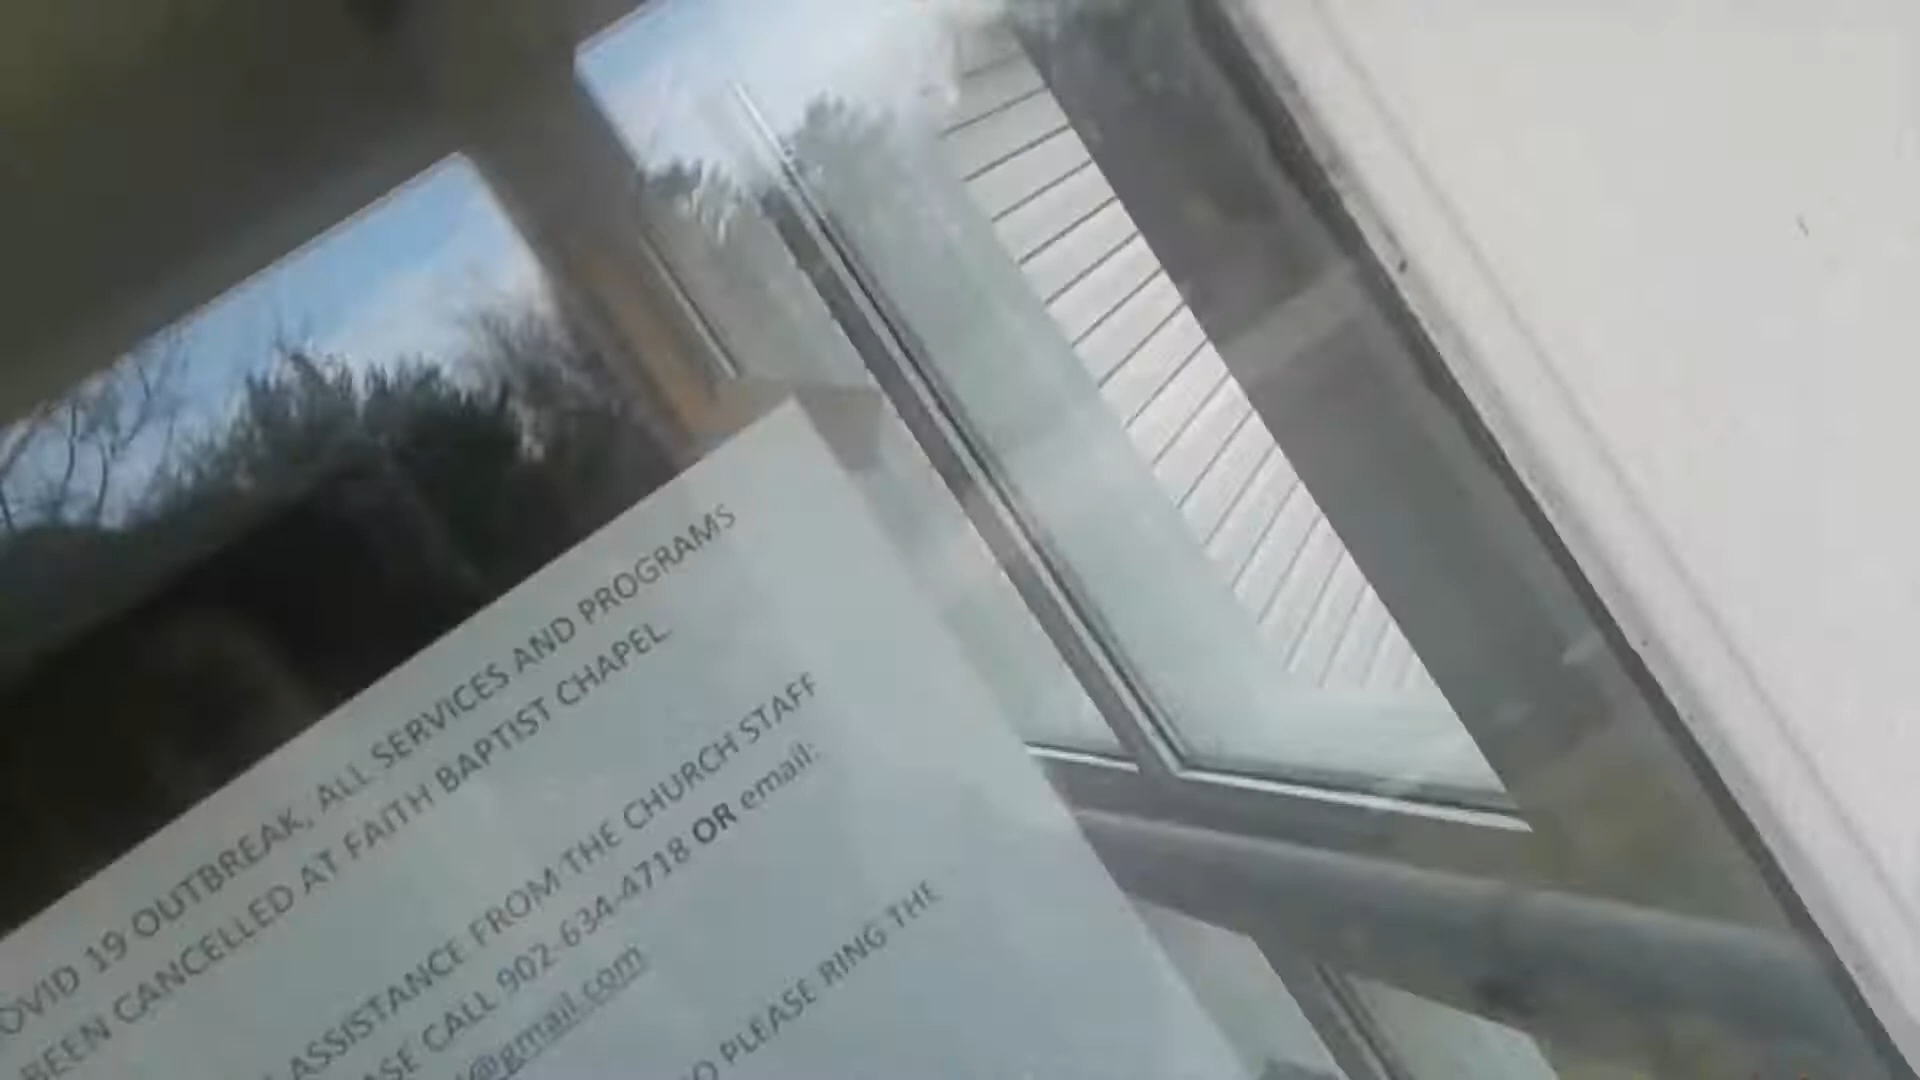 OVID 19 OUTBREAK, ALL SERVICES AND PROGRAMS
BEEN CANCELLED AT FAITH BAPTIST CHAPEL.
ASSISTANCE FROM THE CHURCH STAFF
ASE CALL 902-634-4718 OR email:
@gmail.com
O PLEASE RING THE